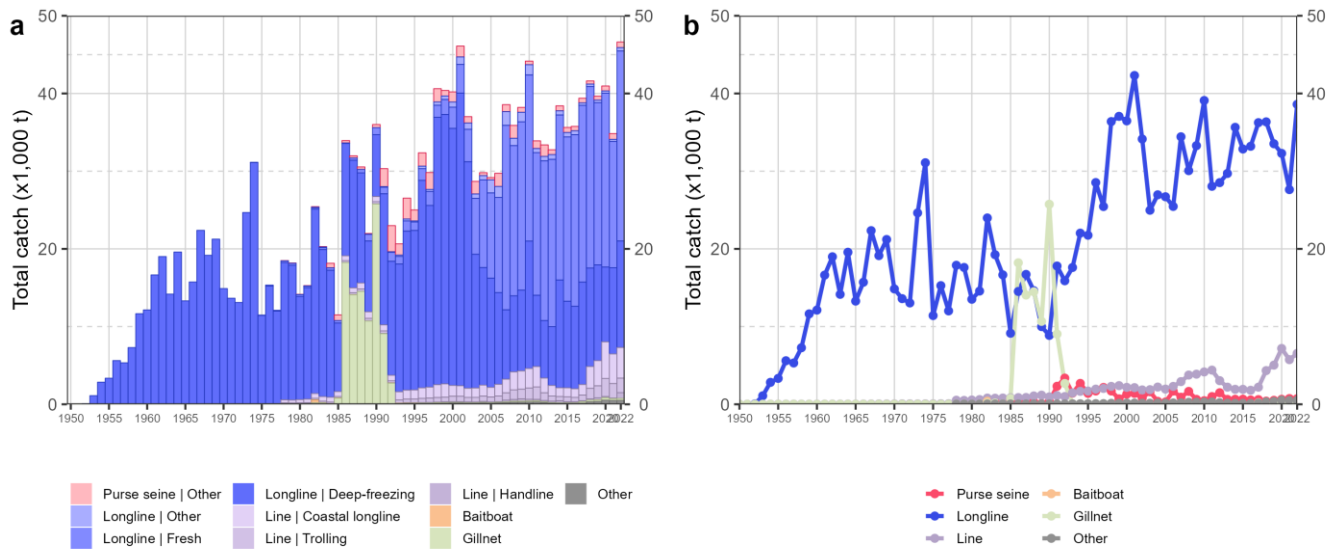 a
Total catch (x1,000 t)
50
40
20
0
50
40
20
0
1950 1955 1960 1965 1970 1975 1980 1985 1990 1995 2000 2005 2010 2015 2020 2022
Purse seine | Other
Longline | Other
Longline | Fresh
Longline | Deep-freezing
Line | Coastal longline
Line | Trolling
Line | Handline
Baitboat
Gillnet
Other
b
Total catch (x1,000 t)
50
40
20
0
50
40
20
0
1950 1955 1960 1965 1970 1975 1980 1985 1990 1995 2000 2005 2010 2015 2020 2022
Purse seine
Longline
Line
Baitboat
Gillnet
Other